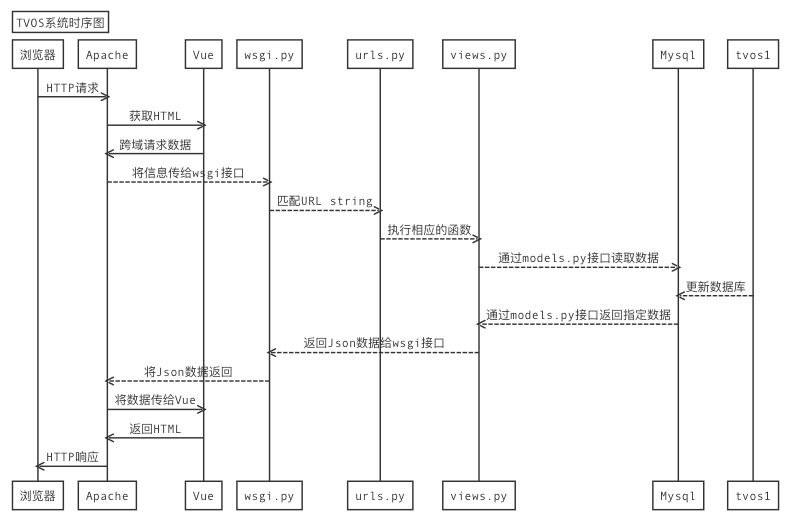 TVOS系统时序图
浏览器 Apache Vue wsgi.py urls.py views.py Mysql tvos1
HTTP请求
获取HTML
跨域请求数据
将信息传给wsgi接口
匹配URL string
执行相应的函数
通过models.py接口读取数据
更新数据库
通过models.py接口返回指定数据
返回Json数据给wsgi接口
将Json数据返回
将数据传给Vue
返回HTML
HTTP响应
浏览器 Apache Vue wsgi.py urls.py views.py Mysql tvos1